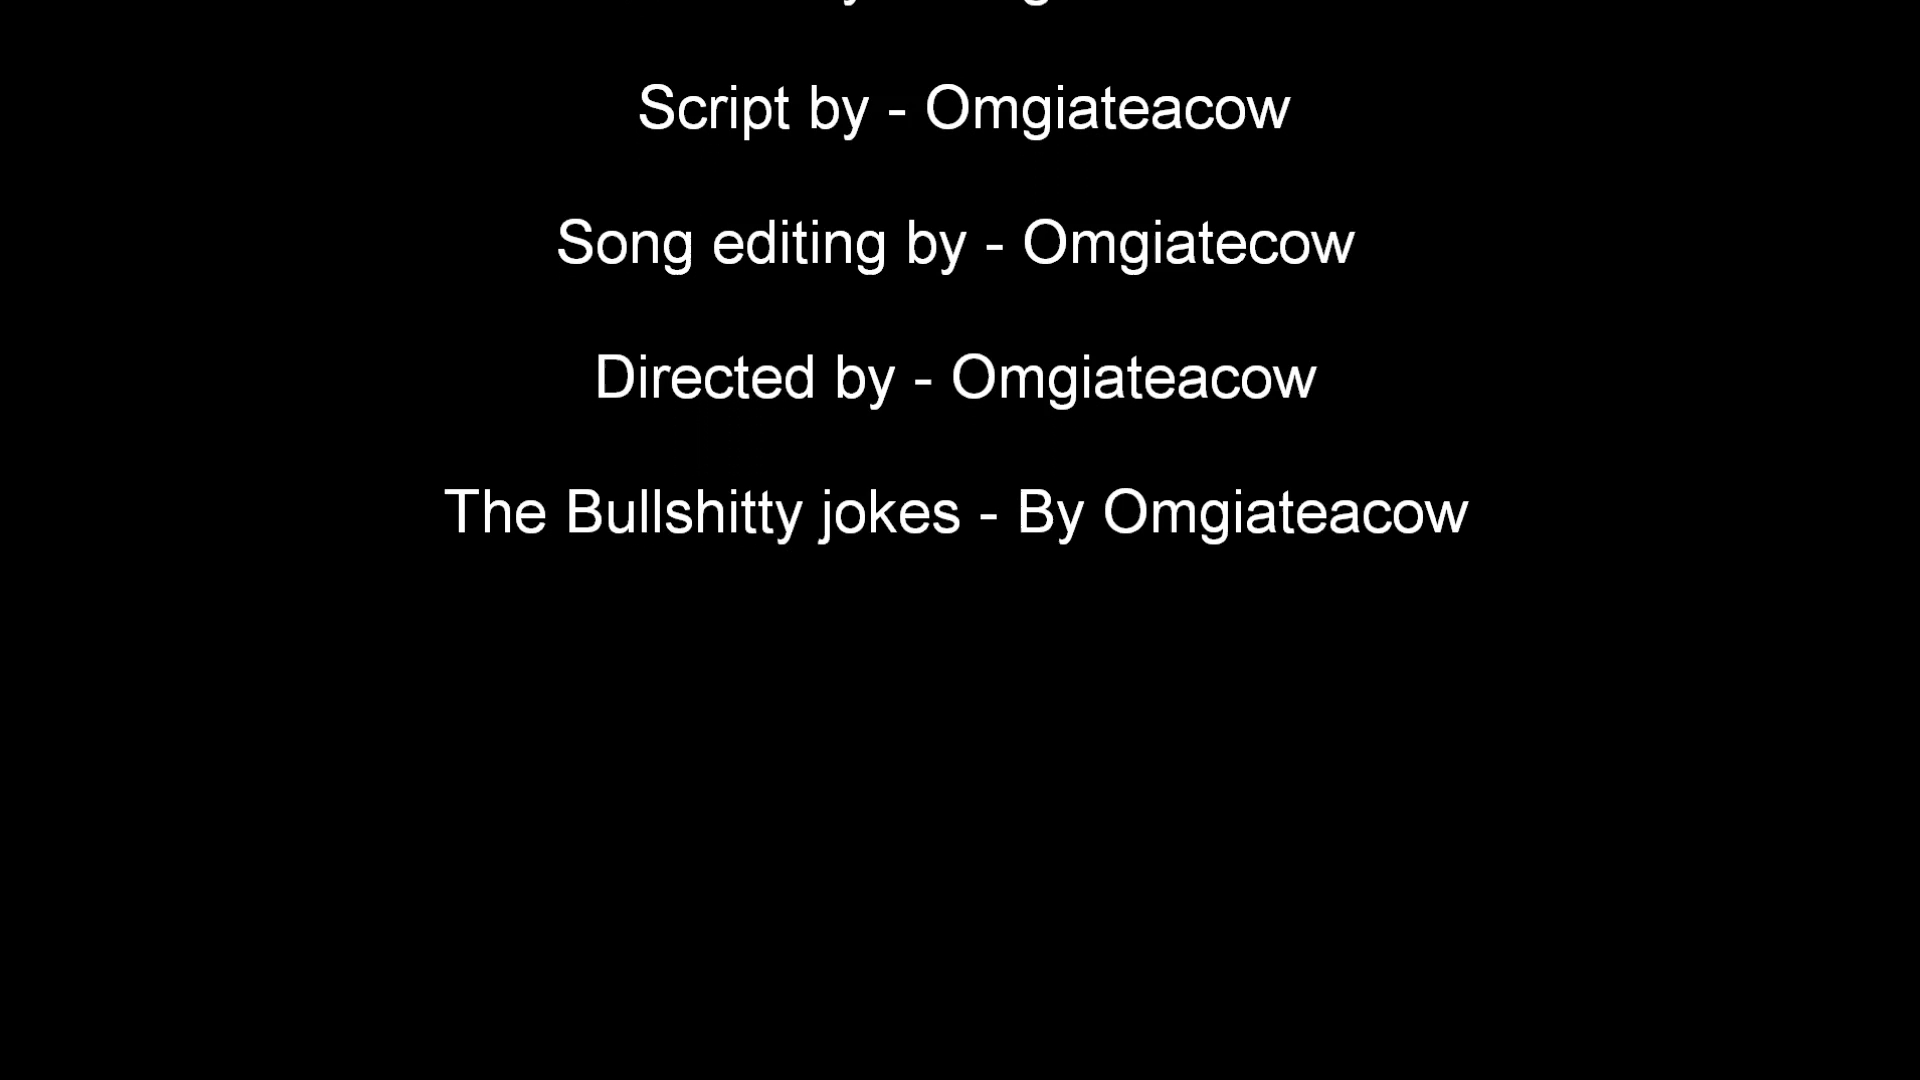 Script by - Omgiateacow
Song editing by - Omgiatecow
Directed by - Omgiateacow
The Bullshitty jokes - By Omgiateacow